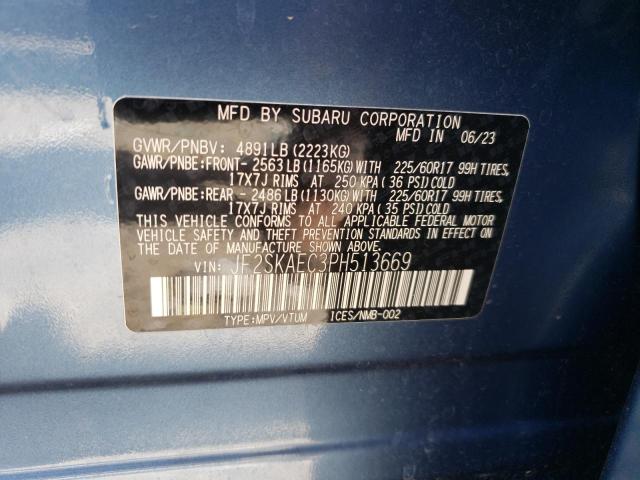 MFD BY SUBARU CORPORATION
MFD IN 06/23
GVWR/PNBV: 4891LB (2223KG)
GAWR/PNBE:FRONT- 2563 LB (1165KG) WITH 225/60R17 99H TIRES,
17X7J RIMS AT 250 KPA ( 36 PSI) COLD
GAWR/PNBE:REAR - 2486 LB (1130KG) WITH 225/60R17 99H TIRES,
17X7J RIMS AT 240 KPA ( 35 PSI) COLD
THIS VEHICLE CONFORMS TO ALL APPLICABLE FEDERAL MOTOR
VEHICLE SAFETY AND THEFT PREVENTION STANDARDS IN EFFECT
ON THE DATE OF MANUFACTURE SHOWN ABOVE.
VIN: JF2SKAEC3PH513669
TYPE:MPV/VTUM ICES/NMB-002